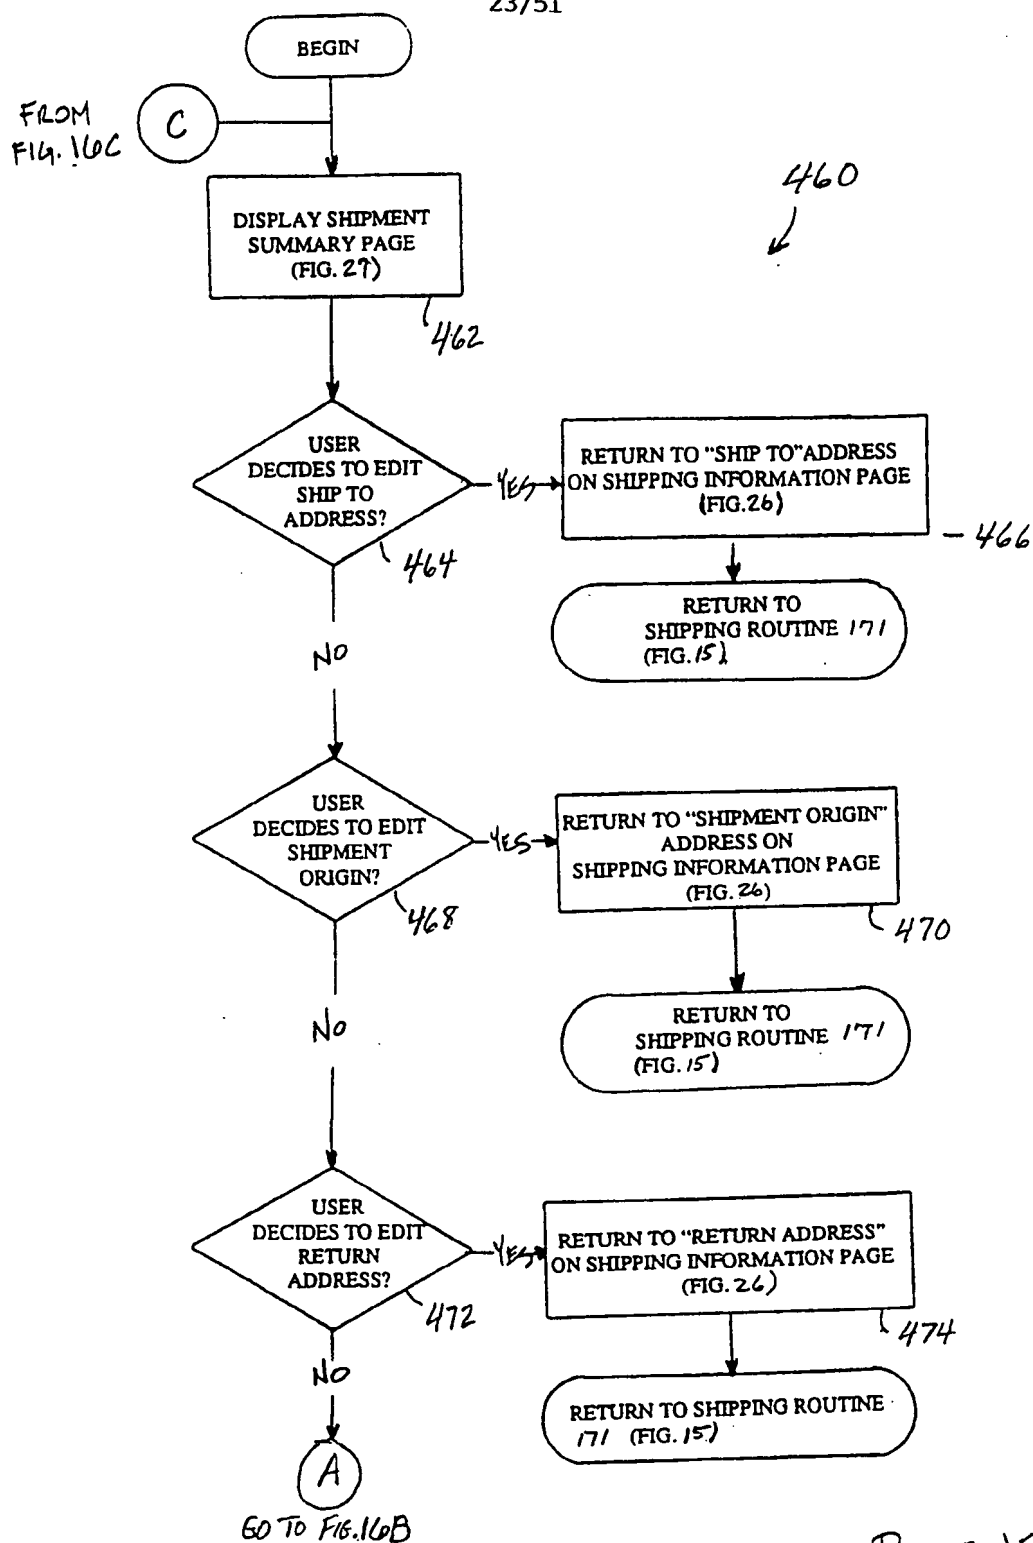 23/51
BEGIN
FROM
FIG. 16C
C
460
DISPLAY SHIPMENT
SUMMARY PAGE
(FIG. 27)
462
USER
DECIDES TO EDIT
SHIP TO
ADDRESS?
464
YES
RETURN TO "SHIP TO" ADDRESS
ON SHIPPING INFORMATION PAGE
(FIG. 26)
466
RETURN TO
SHIPPING ROUTINE 171
(FIG. 15)
NO
USER
DECIDES TO EDIT
SHIPMENT
ORIGIN?
468
YES
RETURN TO "SHIPMENT ORIGIN"
ADDRESS ON
SHIPPING INFORMATION PAGE
(FIG. 26)
470
RETURN TO
SHIPPING ROUTINE 171
(FIG. 15)
NO
USER
DECIDES TO EDIT
RETURN
ADDRESS?
472
YES
RETURN TO "RETURN ADDRESS"
ON SHIPPING INFORMATION PAGE
(FIG. 26)
474
RETURN TO SHIPPING ROUTINE
171 (FIG. 15)
NO
A
GO TO FIG. 16B